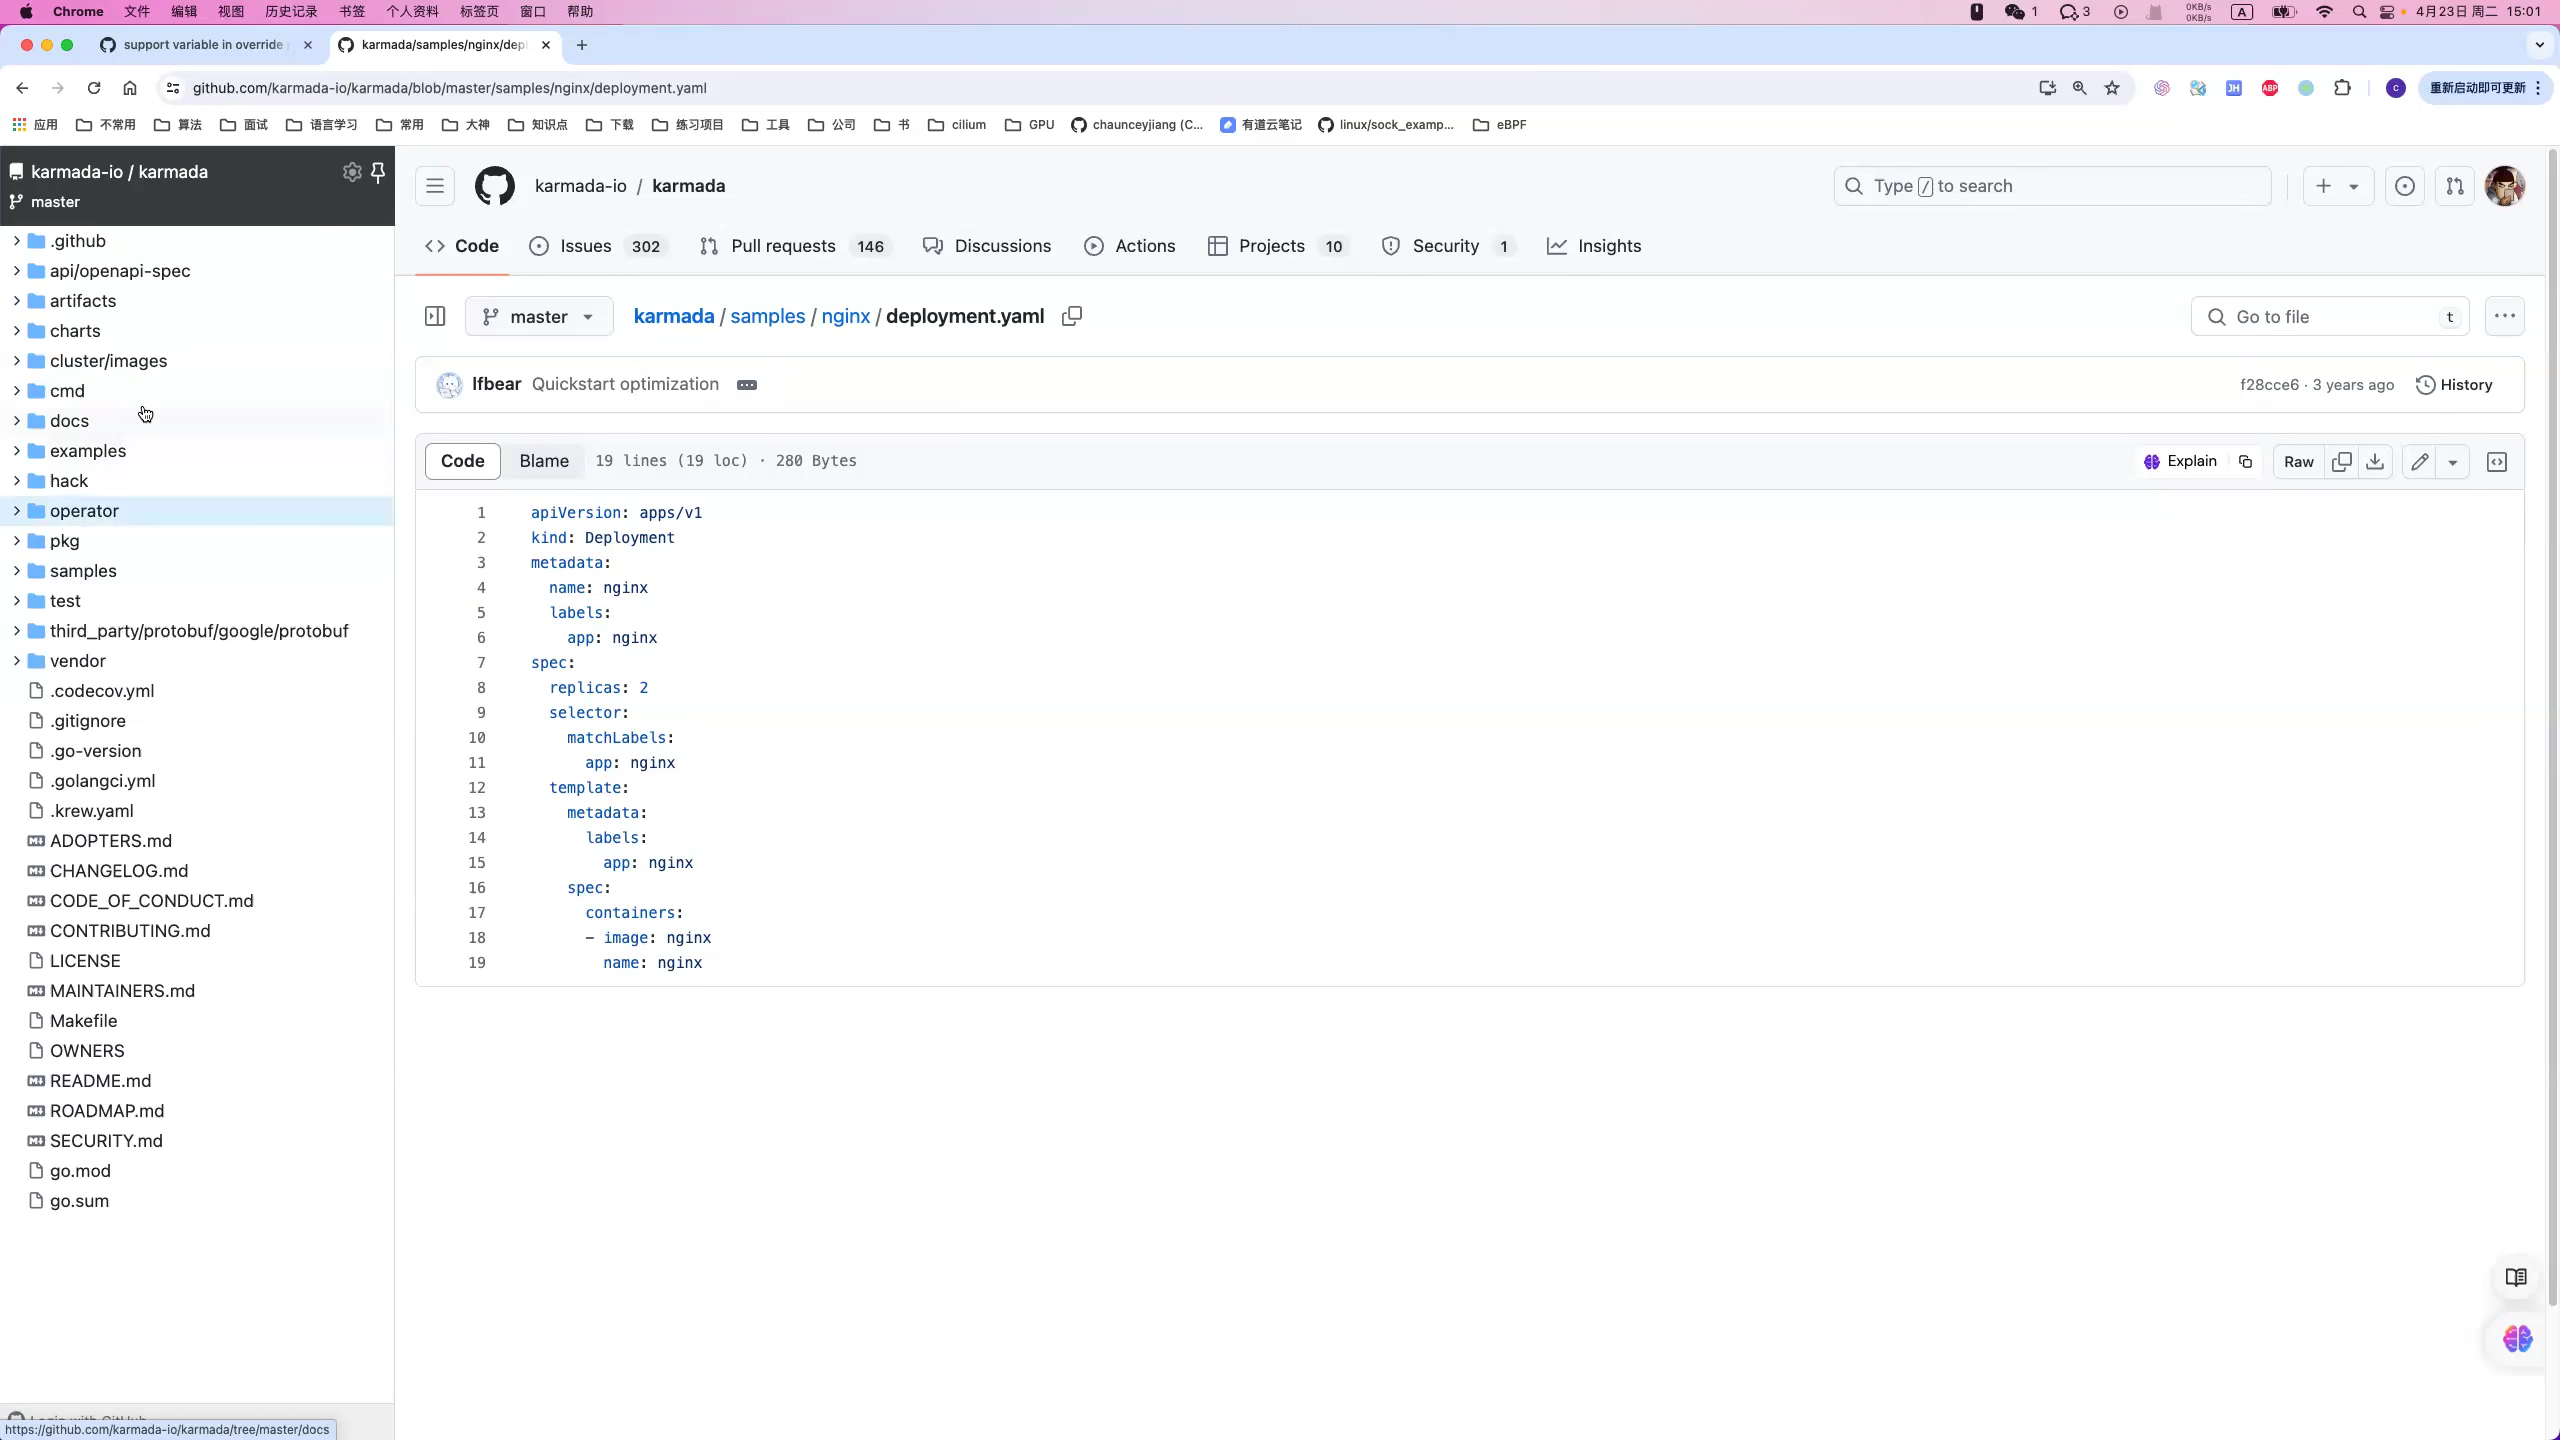 Chrome 文件 编辑 视图 历史记录 书签 个人资料 标签页 窗口 帮助 1 3 0KB/s 0KB/s A 4月23日 周二 15:01
support variable in override karmada/samples/nginx/dep
github.com/karmada-io/karmada/blob/master/samples/nginx/deployment.yaml JH ABP C 重新启动即可更新
应用 不常用 算法 面试 语言学习 常用 大神 知识点 下载 练习项目 工具 公司 书 cilium GPU chaunceyjiang (C... 有道云笔记 linux/sock_examp... eBPF
karmada-io / karmada
master
.github
api/openapi-spec
artifacts
charts
cluster/images
cmd
docs
examples
hack
operator
pkg
samples
test
third_party/protobuf/google/protobuf
vendor
.codecov.yml
.gitignore
.go-version
.golangci.yml
.krew.yaml
ADOPTERS.md
CHANGELOG.md
CODE_OF_CONDUCT.md
CONTRIBUTING.md
LICENSE
MAINTAINERS.md
Makefile
OWNERS
README.md
ROADMAP.md
SECURITY.md
go.mod
go.sum
https://github.com/karmada-io/karmada/tree/master/docs
karmada-io / karmada
Type / to search
Code Issues 302 Pull requests 146 Discussions Actions Projects 10 Security 1 Insights
master karmada / samples / nginx / deployment.yaml
Go to file t
lfbear Quickstart optimization
f28cce6 · 3 years ago History
Code Blame 19 lines (19 loc) · 280 Bytes
Explain Raw
1 apiVersion: apps/v1
2 kind: Deployment
3 metadata:
4 name: nginx
5 labels:
6 app: nginx
7 spec:
8 replicas: 2
9 selector:
10 matchLabels:
11 app: nginx
12 template:
13 metadata:
14 labels:
15 app: nginx
16 spec:
17 containers:
18 - image: nginx
19 name: nginx